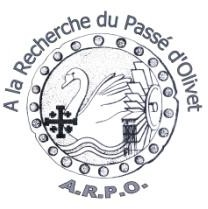 A la Recherche du Passé d'Olivet
A.R.P.O.